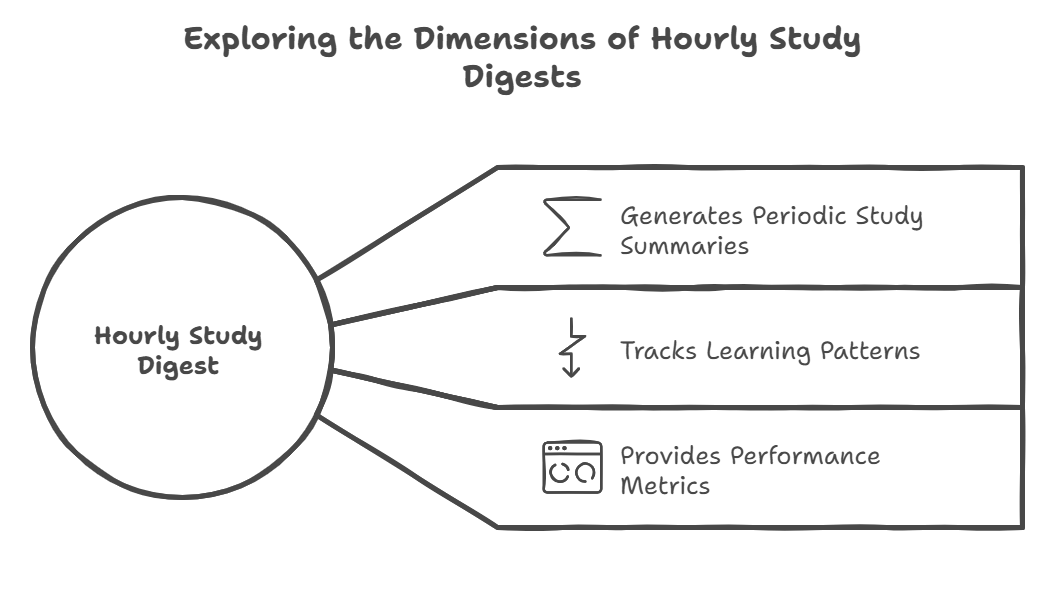 Exploring the Dimensions of Hourly Study
Digests
Hourly Study
Digest
Generates Periodic Study
Summaries
Tracks Learning Patterns
Provides Performance
Metrics